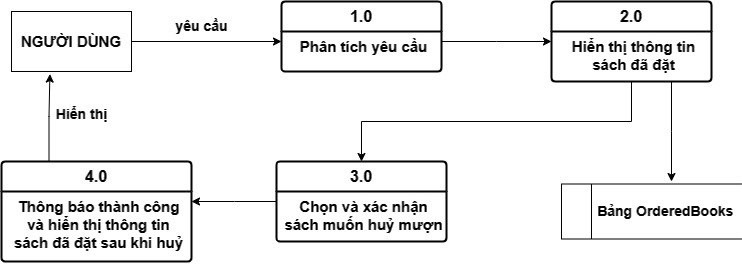 NGƯỜI DÙNG
yêu cầu
1.0
Phân tích yêu cầu
2.0
Hiển thị thông tin
sách đã đặt
Hiển thị
4.0
Thông báo thành công
và hiển thị thông tin
sách đã đặt sau khi huỷ
3.0
Chọn và xác nhận
sách muốn huỷ mượn
Bảng OrderedBooks